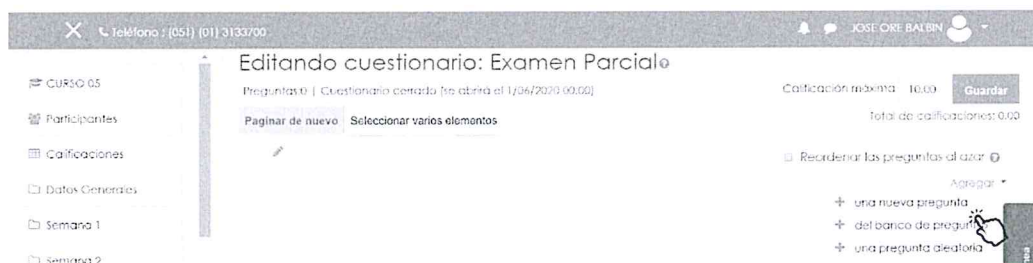 Teléfono : (051) (01) 3133700
JOSE ORE BALBIN
CURSO 05
Participantes
Calificaciones
Datos Generales
Semana 1
Semana 2
Editando cuestionario: Examen Parcial
Preguntas: 0 | Cuestionario cerrado (se abrirá el 1/06/2020 00:00)
Calificación máxima 10.00 Guardar
Paginar de nuevo Seleccionar varios elementos
Total de calificaciones: 0.00
Reordenar las preguntas al azar
Agregar
una nueva pregunta
del banco de
una pregunta aleatoria